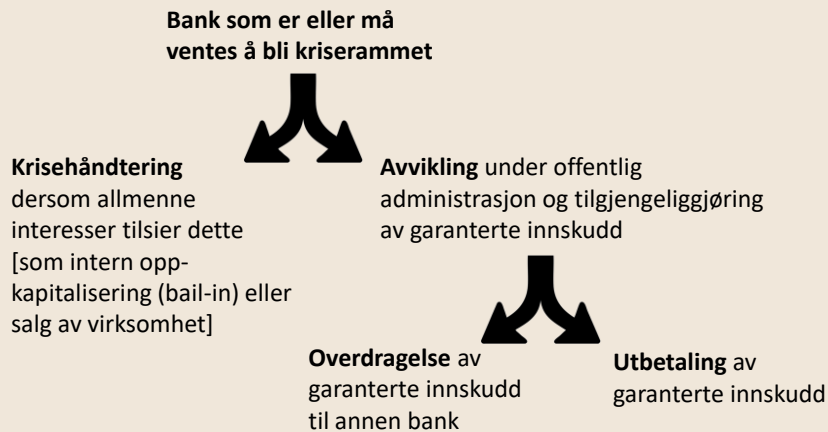 Bank som er eller må
ventes å bli kriserammet
Krisehåndtering
dersom allmenne
interesser tilsier dette
[som intern opp-
kapitalisering (bail-in) eller
salg av virksomhet]
Avvikling under offentlig
administrasjon og tilgjengeliggjøring
av garanterte innskudd
Overdragelse av
garanterte innskudd
til annen bank
Utbetaling av
garanterte innskudd